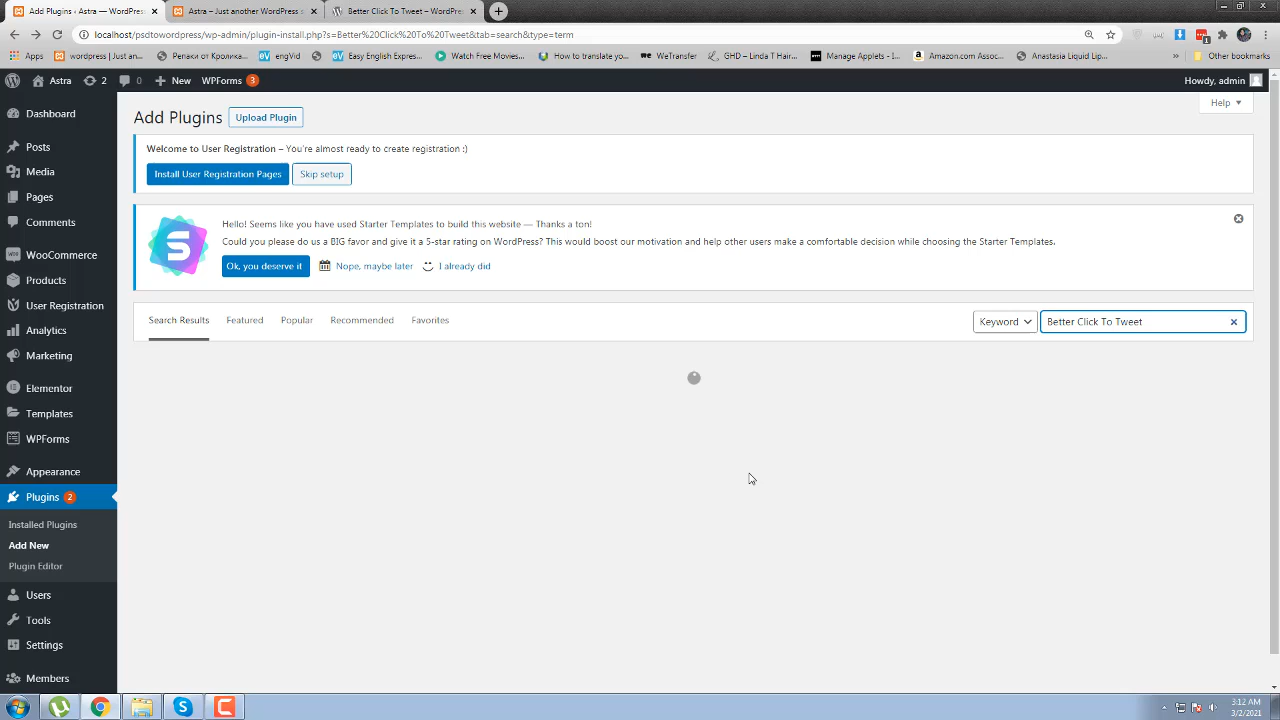 Add Plugins ‹ Astra — WordPress
Astra – Just another WordPress s
Better Click To Tweet – WordPres
localhost/psdtowordpress/wp-admin/plugin-install.php?s=Better%20Click%20To%20Tweet&tab=search&type=term
Apps
wordpress | Just an...
Репаки от Кролика...
engVid
Easy English Expres...
Watch Free Movies...
How to translate yo...
WeTransfer
GHD – Linda T Hair...
Manage Applets - I...
Amazon.com Assoc...
Anastasia Liquid Lip...
»
Other bookmarks
Astra
2
0
New
WPForms 3
Howdy, admin
Dashboard
Posts
Media
Pages
Comments
WooCommerce
Products
User Registration
Analytics
Marketing
Elementor
Templates
WPForms
Appearance
Plugins 2
Installed Plugins
Add New
Plugin Editor
Users
Tools
Settings
Members
Help
Add Plugins
Upload Plugin
Welcome to User Registration – You're almost ready to create registration :)
Install User Registration Pages
Skip setup
Hello! Seems like you have used Starter Templates to build this website — Thanks a ton!
Could you please do us a BIG favor and give it a 5-star rating on WordPress? This would boost our motivation and help other users make a comfortable decision while choosing the Starter Templates.
Ok, you deserve it
Nope, maybe later
I already did
Search Results
Featured
Popular
Recommended
Favorites
Keyword
Better Click To Tweet
3:12 AM
3/2/2021